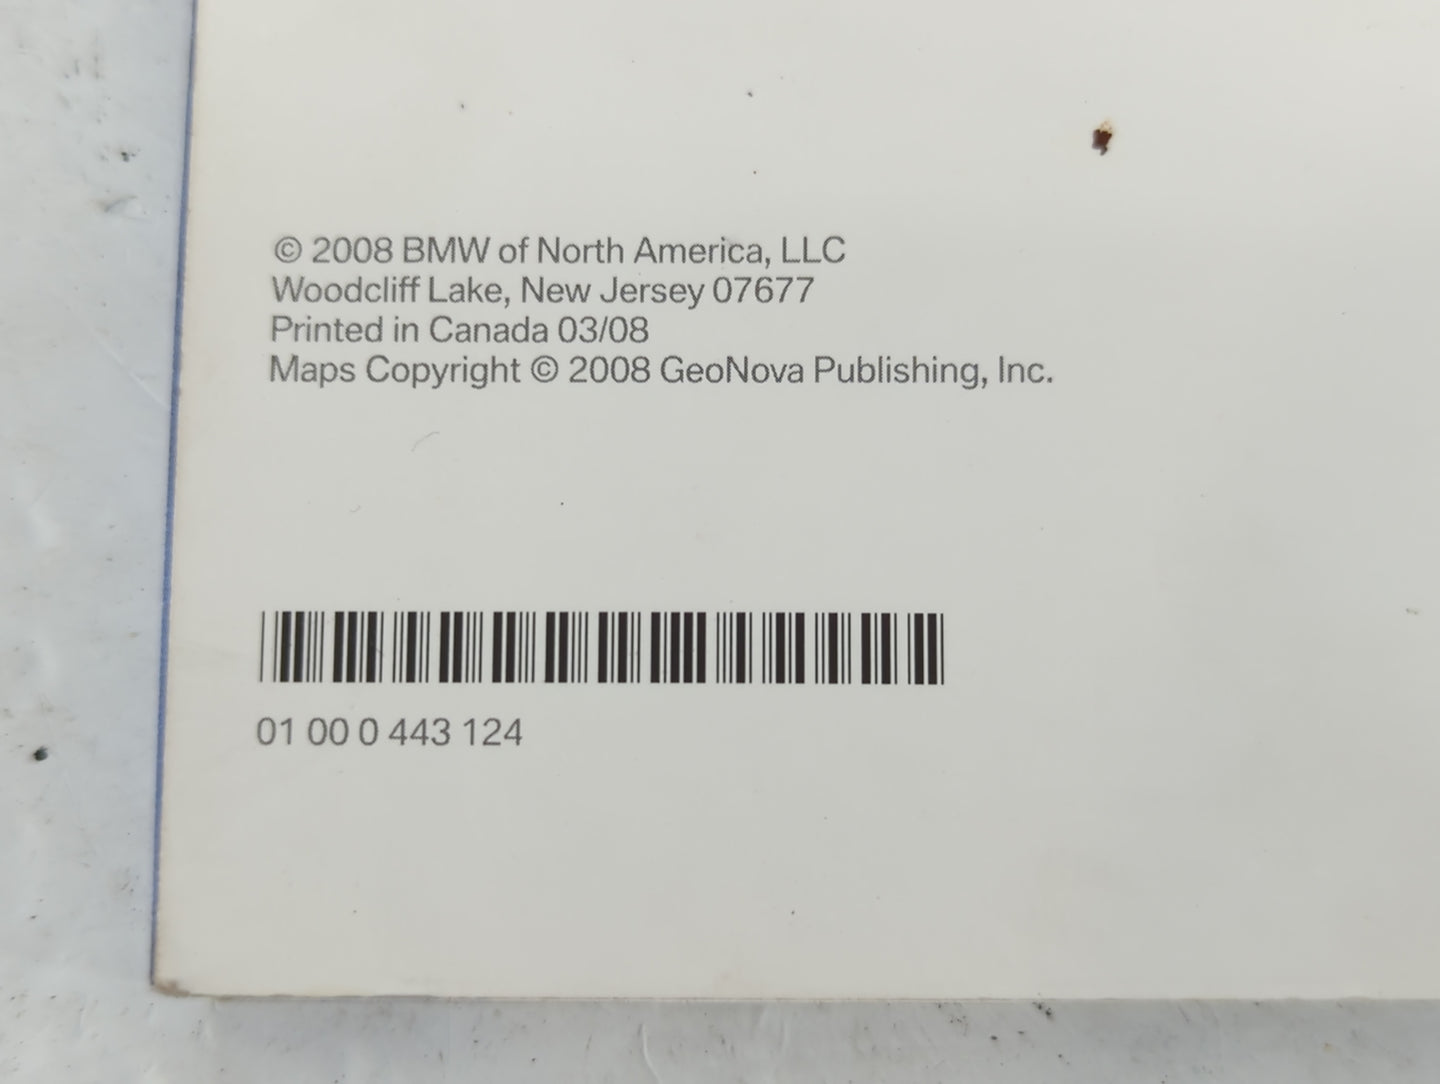 © 2008 BMW of North America, LLC
Woodcliff Lake, New Jersey 07677
Printed in Canada 03/08
Maps Copyright © 2008 GeoNova Publishing, Inc.
01 00 0 443 124